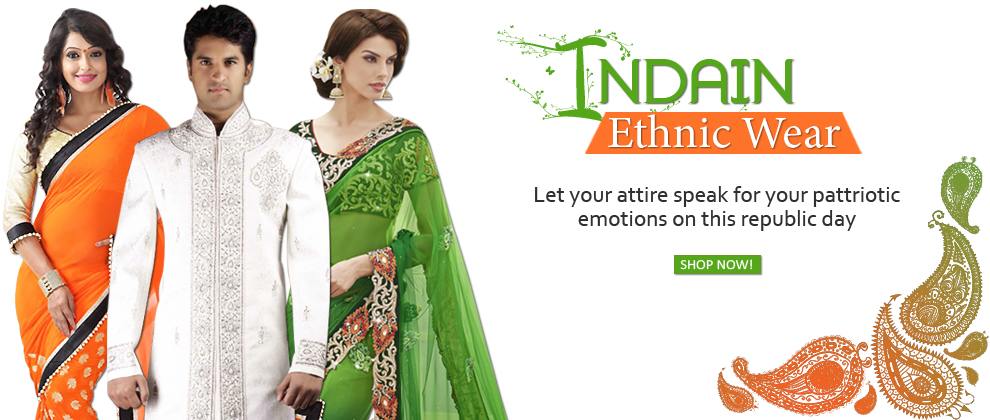 INDAIN
Ethnic Wear
Let your attire speak for your pattriotic
emotions on this republic day
SHOP NOW!